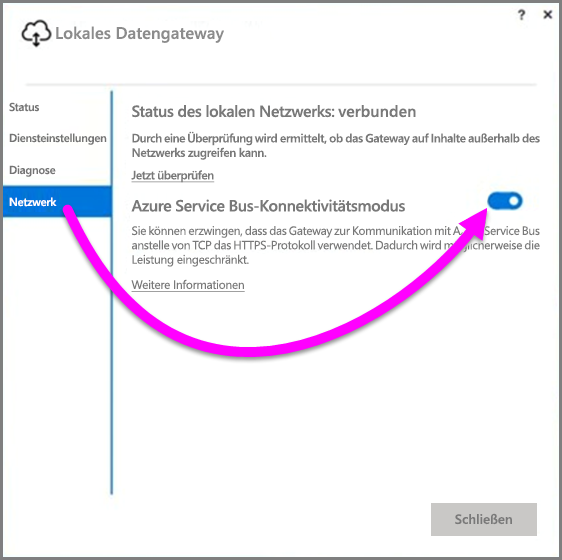 ?
Lokales Datengateway
Status
Diensteinstellungen
Diagnose
Netzwerk
Status des lokalen Netzwerks: verbunden
Durch eine Überprüfung wird ermittelt, ob das Gateway auf Inhalte außerhalb des
Netzwerks zugreifen kann.
Jetzt überprüfen
Azure Service Bus-Konnektivitätsmodus
Sie können erzwingen, dass das Gateway zur Kommunikation mit Service Bus
anstelle von TCP das HTTPS-Protokoll verwendet. Dadurch wird möglicherweise die
Leistung eingeschränkt.
Weitere Informationen
Schließen